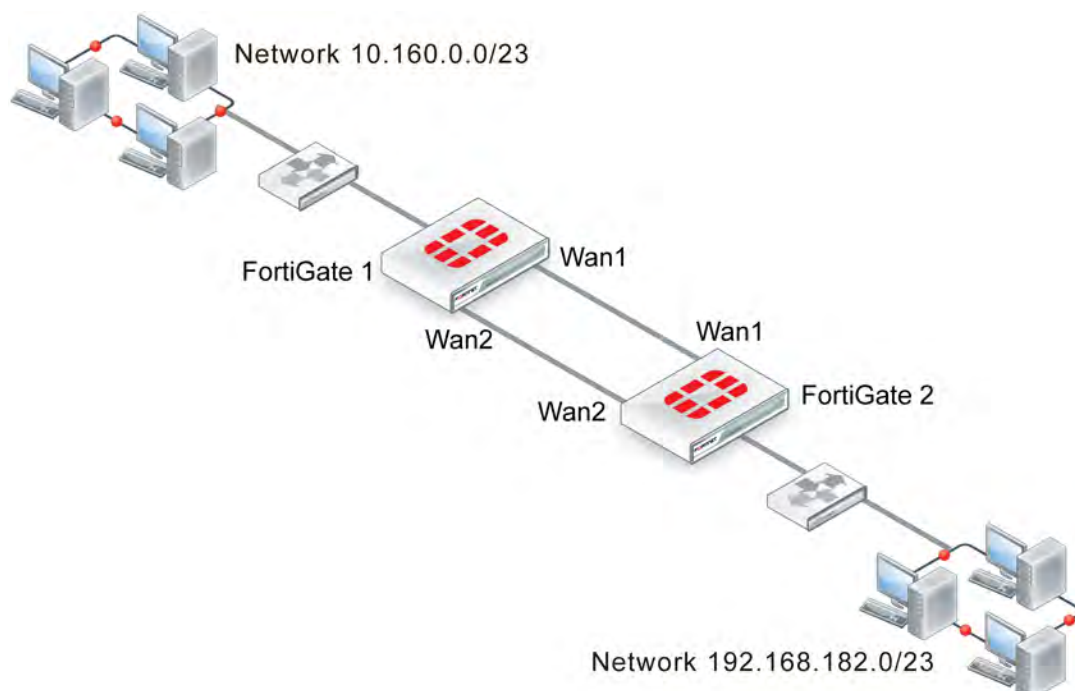 Network 10.160.0.0/23
FortiGate 1
Wan1
Wan2
Wan1
Wan2
FortiGate 2
Network 192.168.182.0/23